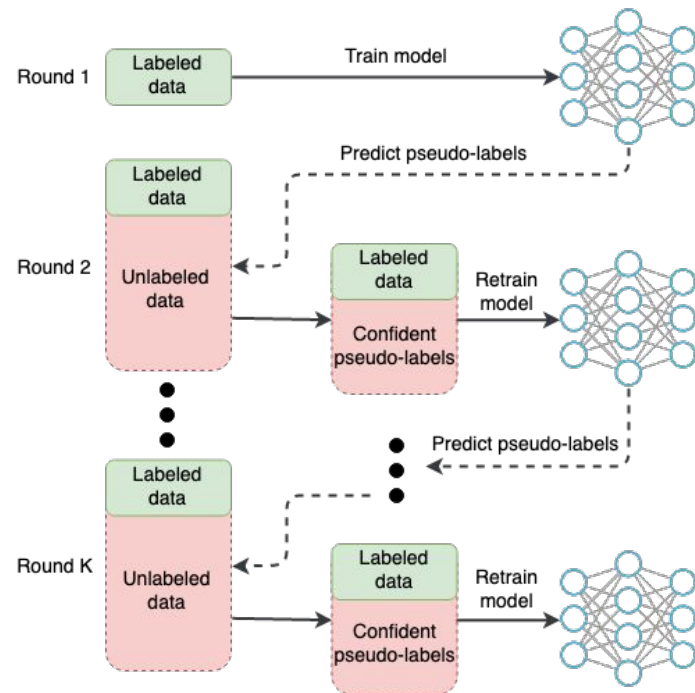 Round 1
Labeled
data
Train model
Predict pseudo-labels
Labeled
data
Round 2
Unlabeled
data
Labeled
data
Confident
pseudo-labels
Retrain
model
Predict pseudo-labels
Labeled
data
Round K
Unlabeled
data
Labeled
data
Confident
pseudo-labels
Retrain
model